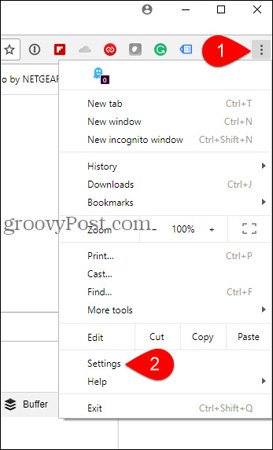 1
o by NETGEAR
0
New tab Ctrl+T
New window Ctrl+N
New incognito window Ctrl+Shift+N
History
Downloads Ctrl+J
Bookmarks
groovyPost.com
Zoom - 100% +
Print... Ctrl+P
Cast...
Find... Ctrl+F
More tools
Edit Cut Copy Paste
Settings 2
Help
Buffer
Exit Ctrl+Shift+Q